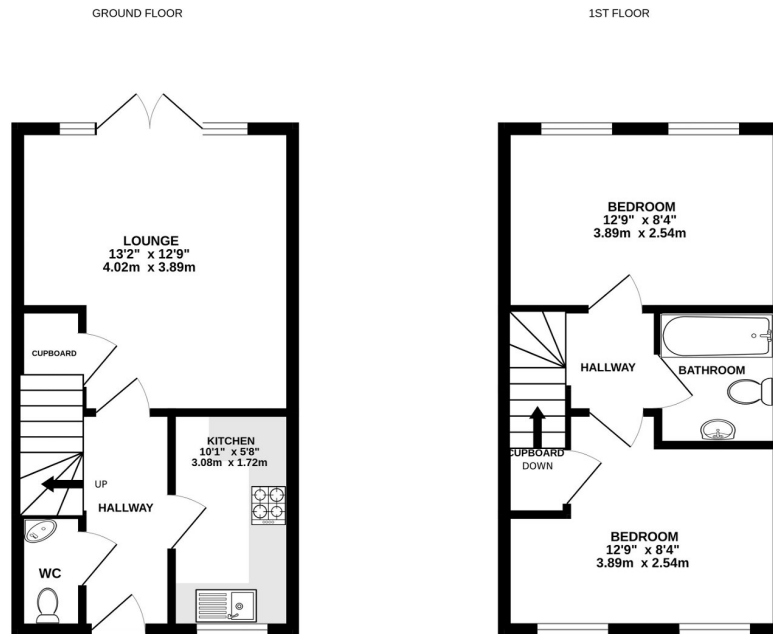 GROUND FLOOR
1ST FLOOR
LOUNGE
13'2" x 12'9"
4.02m x 3.89m
CUPBOARD
KITCHEN
10'1" x 5'8"
3.08m x 1.72m
UP
HALLWAY
WC
BEDROOM
12'9" x 8'4"
3.89m x 2.54m
HALLWAY
BATHROOM
CUPBOARD
DOWN
BEDROOM
12'9" x 8'4"
3.89m x 2.54m